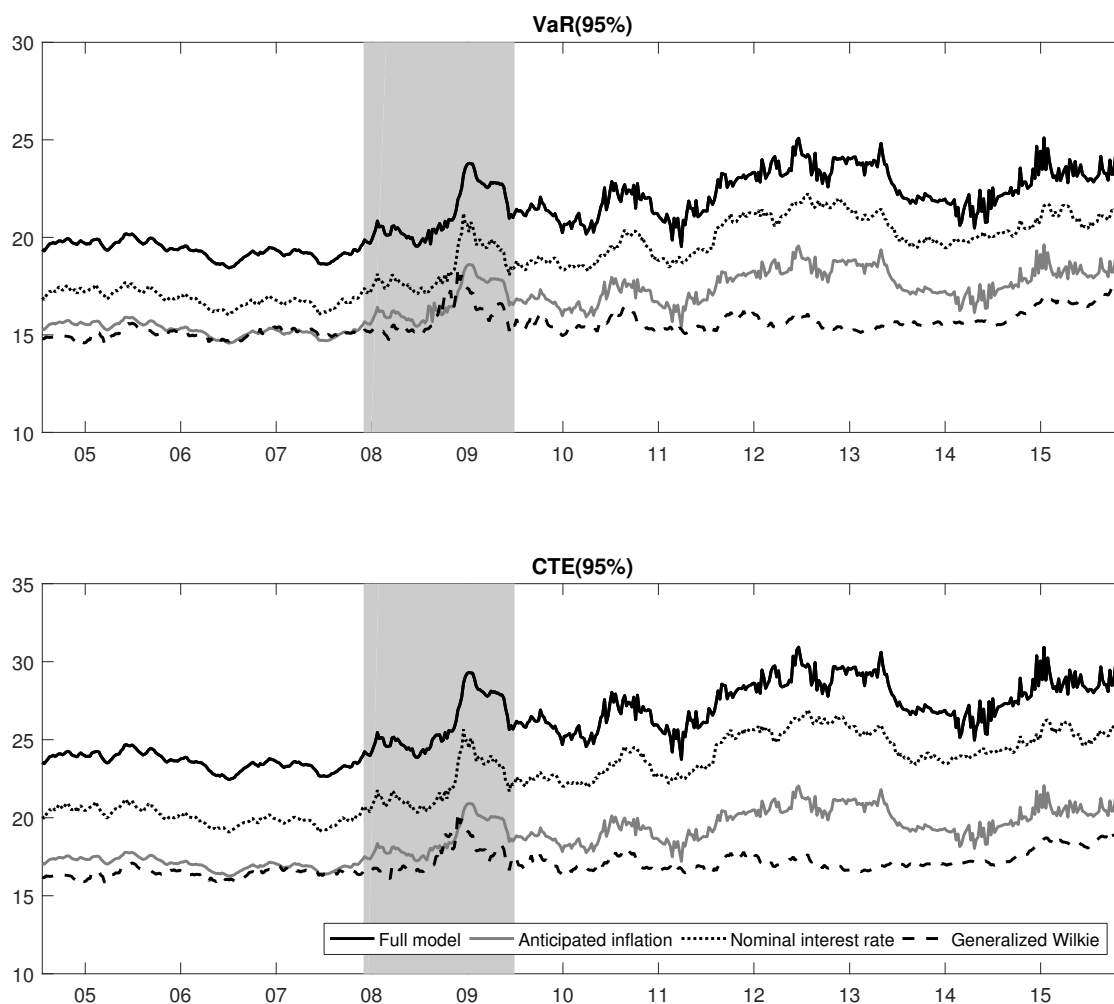 VaR(95%)
30
25
20
15
10
05 06 07 08 09 10 11 12 13 14 15
CTE(95%)
35
30
25
20
15
Full model Anticipated inflation Nominal interest rate Generalized Wilkie
10
05 06 07 08 09 10 11 12 13 14 15